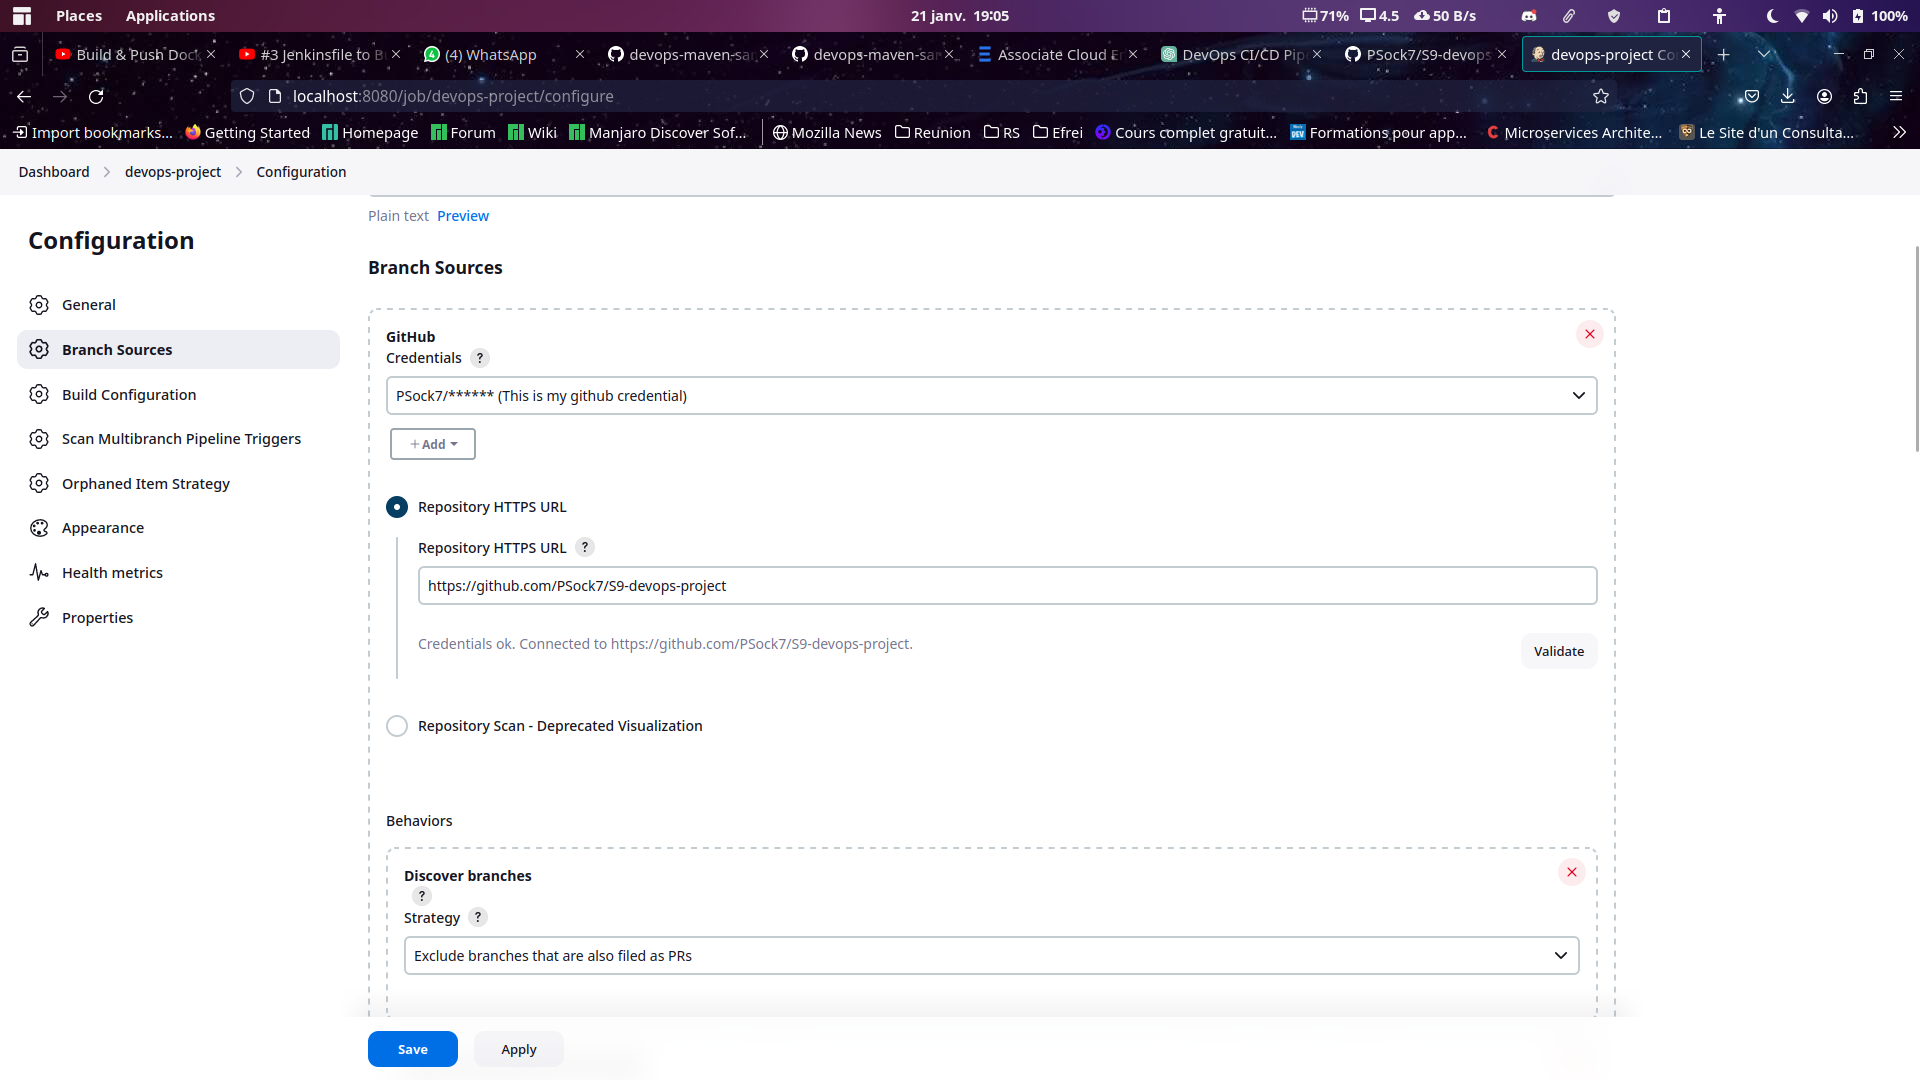 Places Applications 21 janv. 19:05 71% 4.5 50 B/s 100%
Build & Push Dock #3 Jenkinsfile to B (4) WhatsApp devops-maven-sa devops-maven-sa Associate Cloud E DevOps CI/CD Pip PSock7/S9-devops devops-project Co
localhost:8080/job/devops-project/configure
Import bookmarks... Getting Started Homepage Forum Wiki Manjaro Discover Sof... Mozilla News Reunion RS Efrei Cours complet gratuit... Formations pour app... Microservices Archite... Le Site d'un Consulta...
Dashboard devops-project Configuration
Plain text Preview
Configuration
General
Branch Sources
Build Configuration
Scan Multibranch Pipeline Triggers
Orphaned Item Strategy
Appearance
Health metrics
Properties
Branch Sources
GitHub
Credentials ?
PSock7/****** (This is my github credential)
+ Add
Repository HTTPS URL
Repository HTTPS URL ?
https://github.com/PSock7/S9-devops-project
Credentials ok. Connected to https://github.com/PSock7/S9-devops-project.
Validate
Repository Scan - Deprecated Visualization
Behaviors
Discover branches
?
Strategy ?
Exclude branches that are also filed as PRs
Save Apply